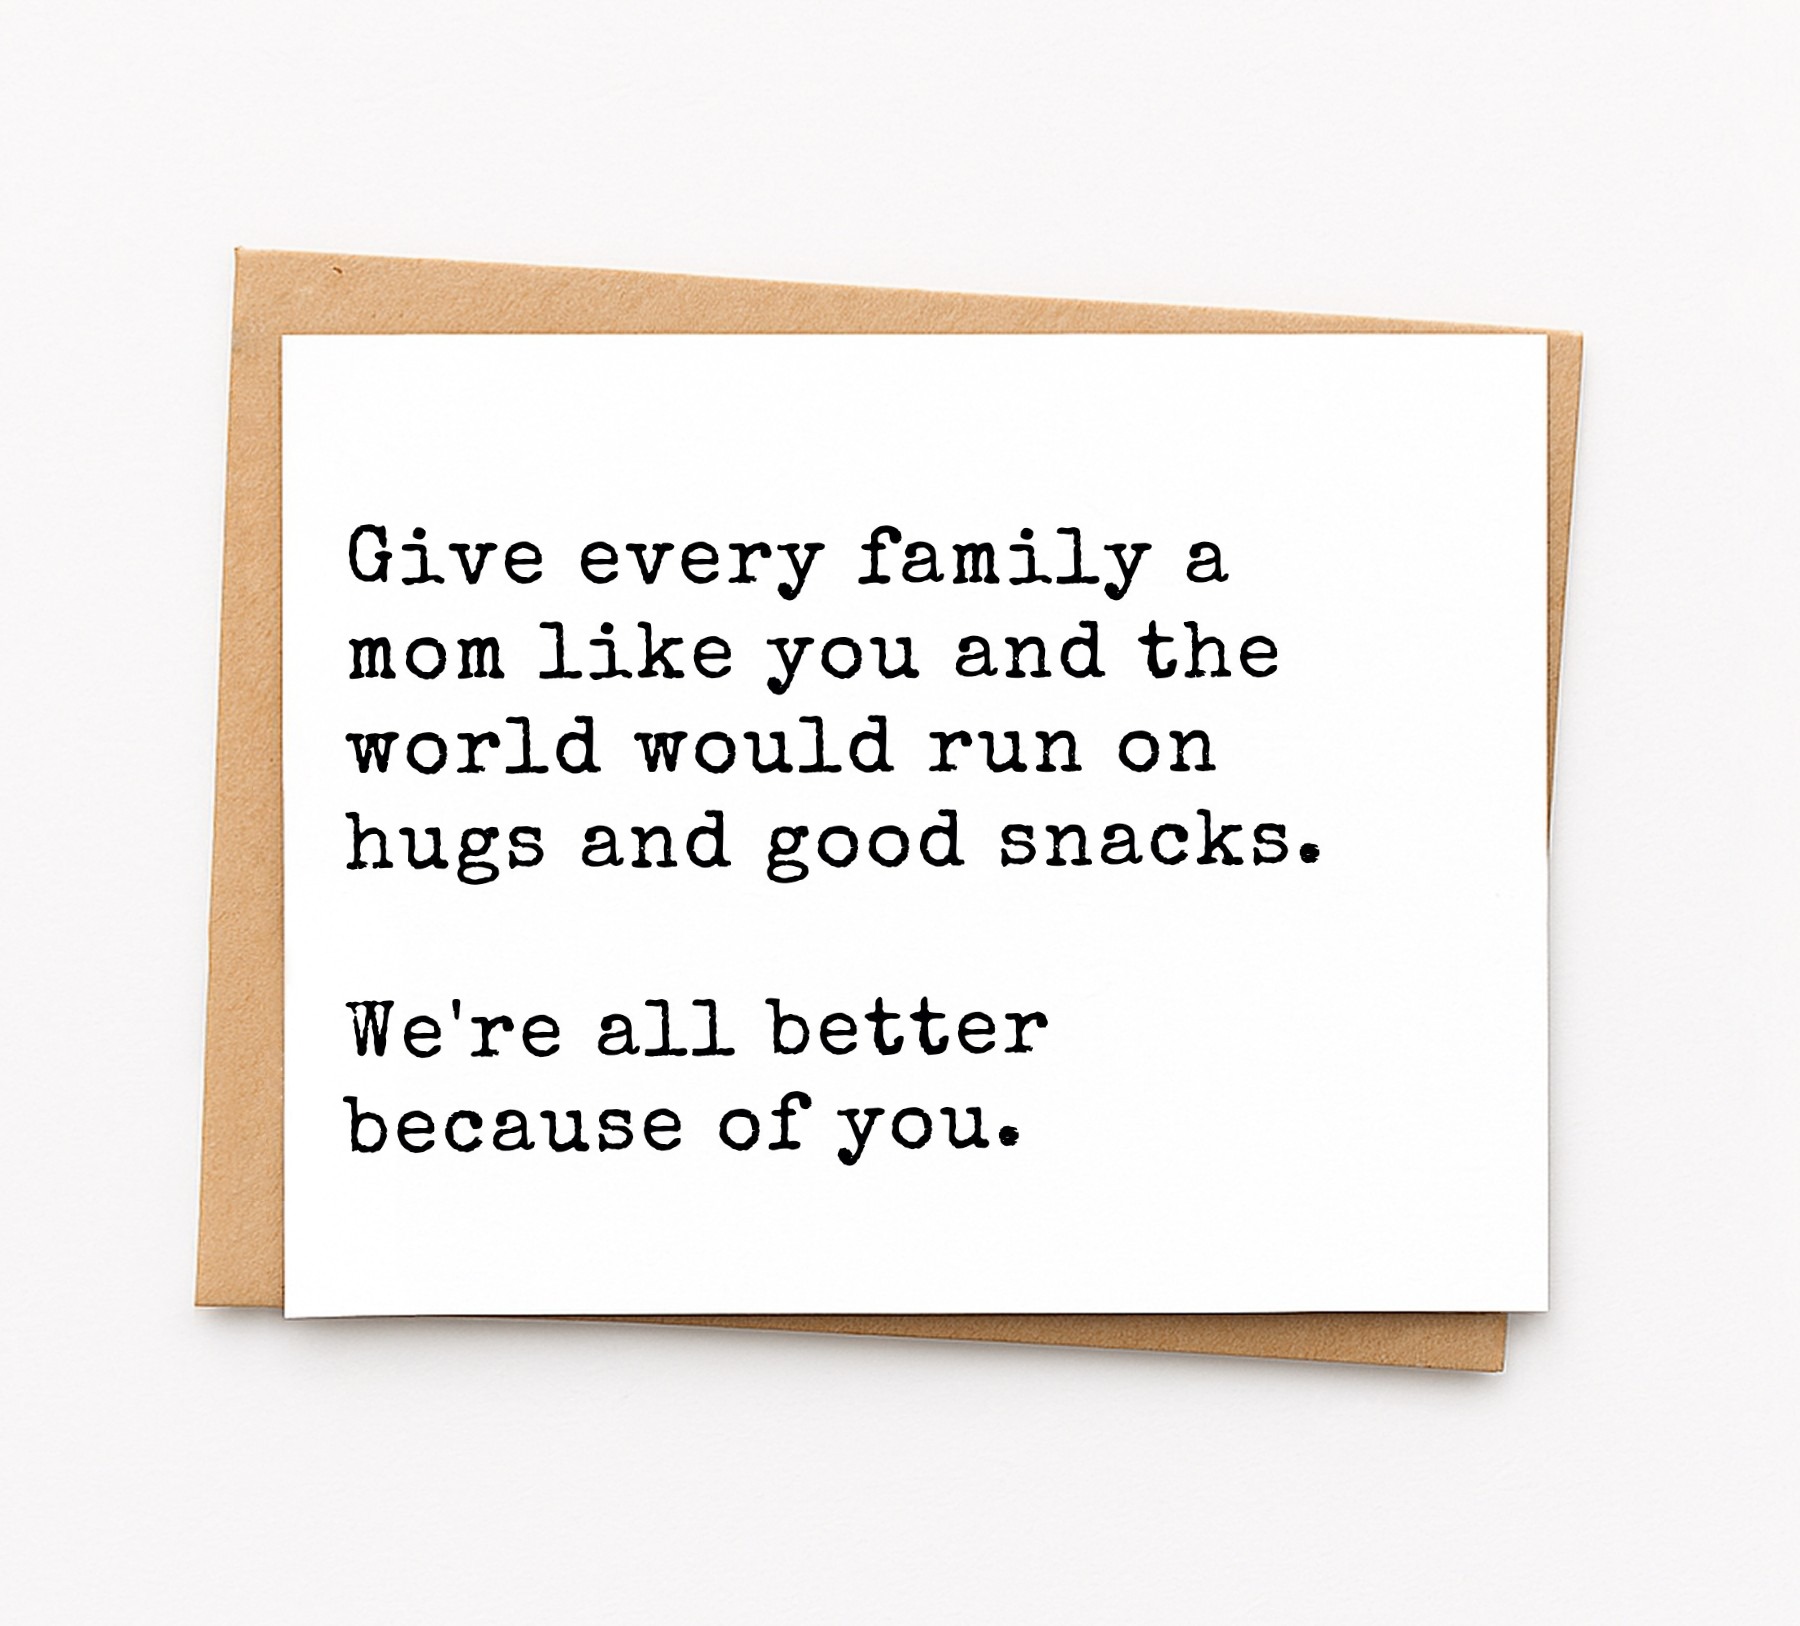 Give every family a
mom like you and the
world would run on
hugs and good snacks.
We're all better
because of you.